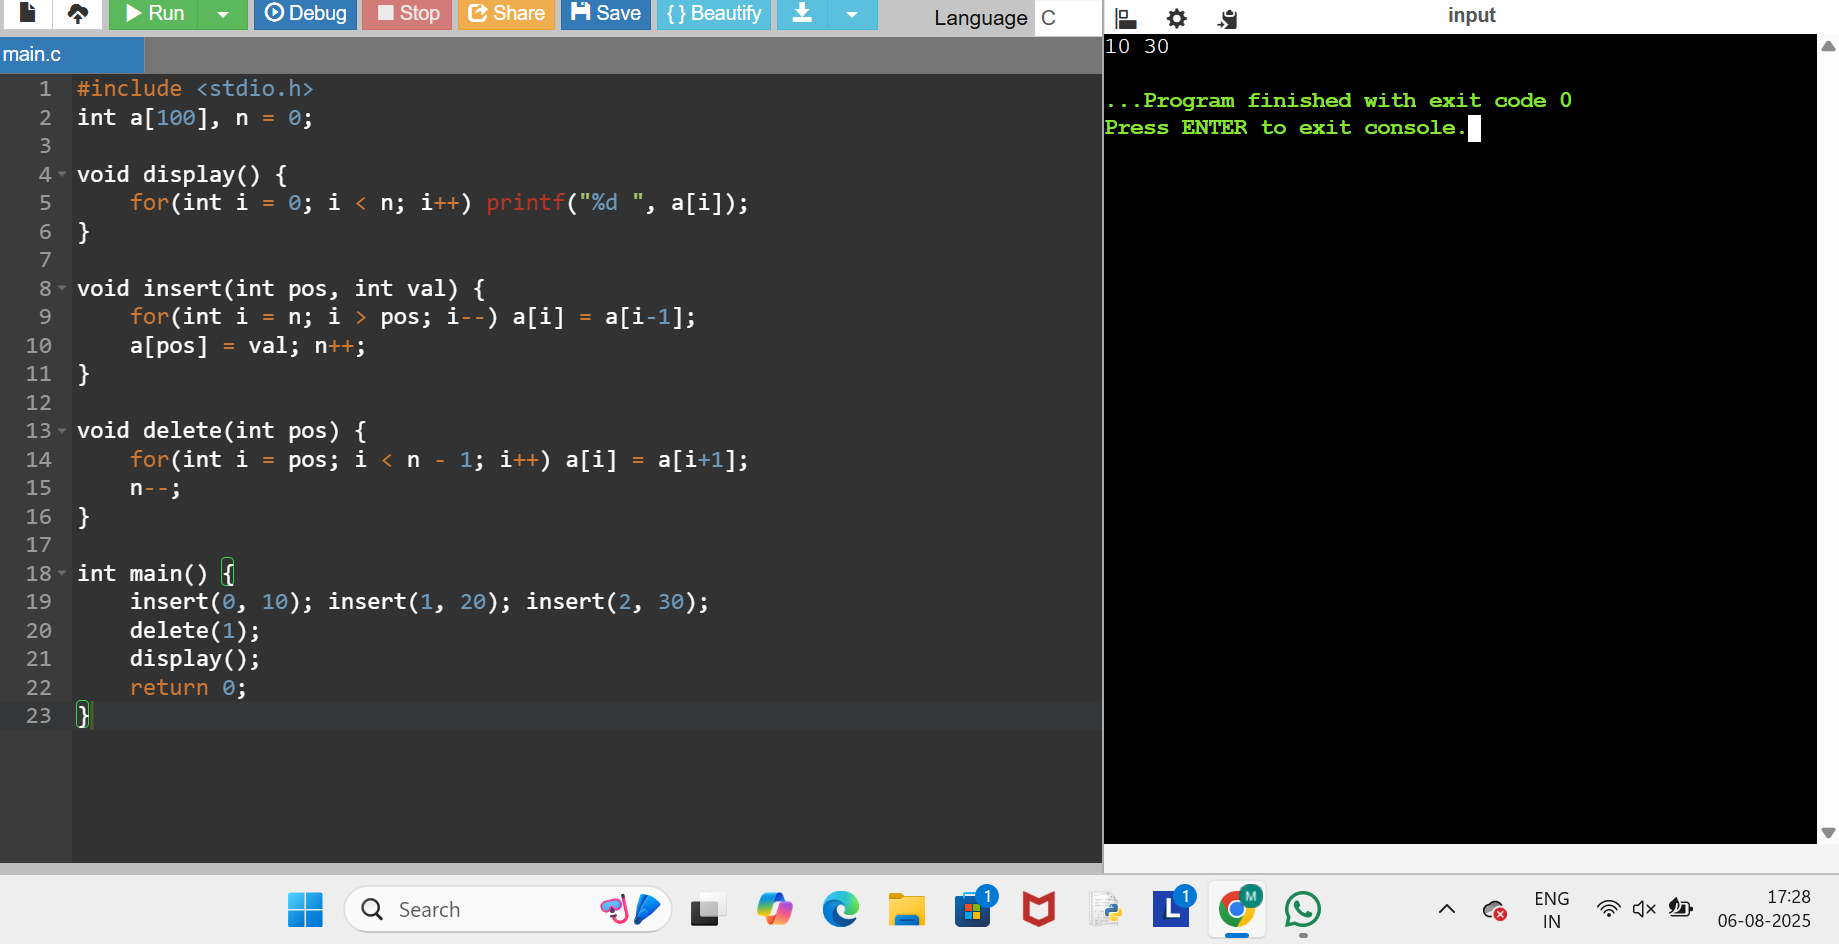 Run Debug Stop Share Save { } Beautify Language C
input
main.c
10 30
...Program finished with exit code 0
Press ENTER to exit console.
1 #include <stdio.h>
2 int a[100], n = 0;
3
4 void display() {
5     for(int i = 0; i < n; i++) printf("%d ", a[i]);
6 }
7
8 void insert(int pos, int val) {
9     for(int i = n; i > pos; i--) a[i] = a[i-1];
10     a[pos] = val; n++;
11 }
12
13 void delete(int pos) {
14     for(int i = pos; i < n - 1; i++) a[i] = a[i+1];
15     n--;
16 }
17
18 int main() {
19     insert(0, 10); insert(1, 20); insert(2, 30);
20     delete(1);
21     display();
22     return 0;
23 }
Search
1
L 1
M
ENG
IN
17:28
06-08-2025